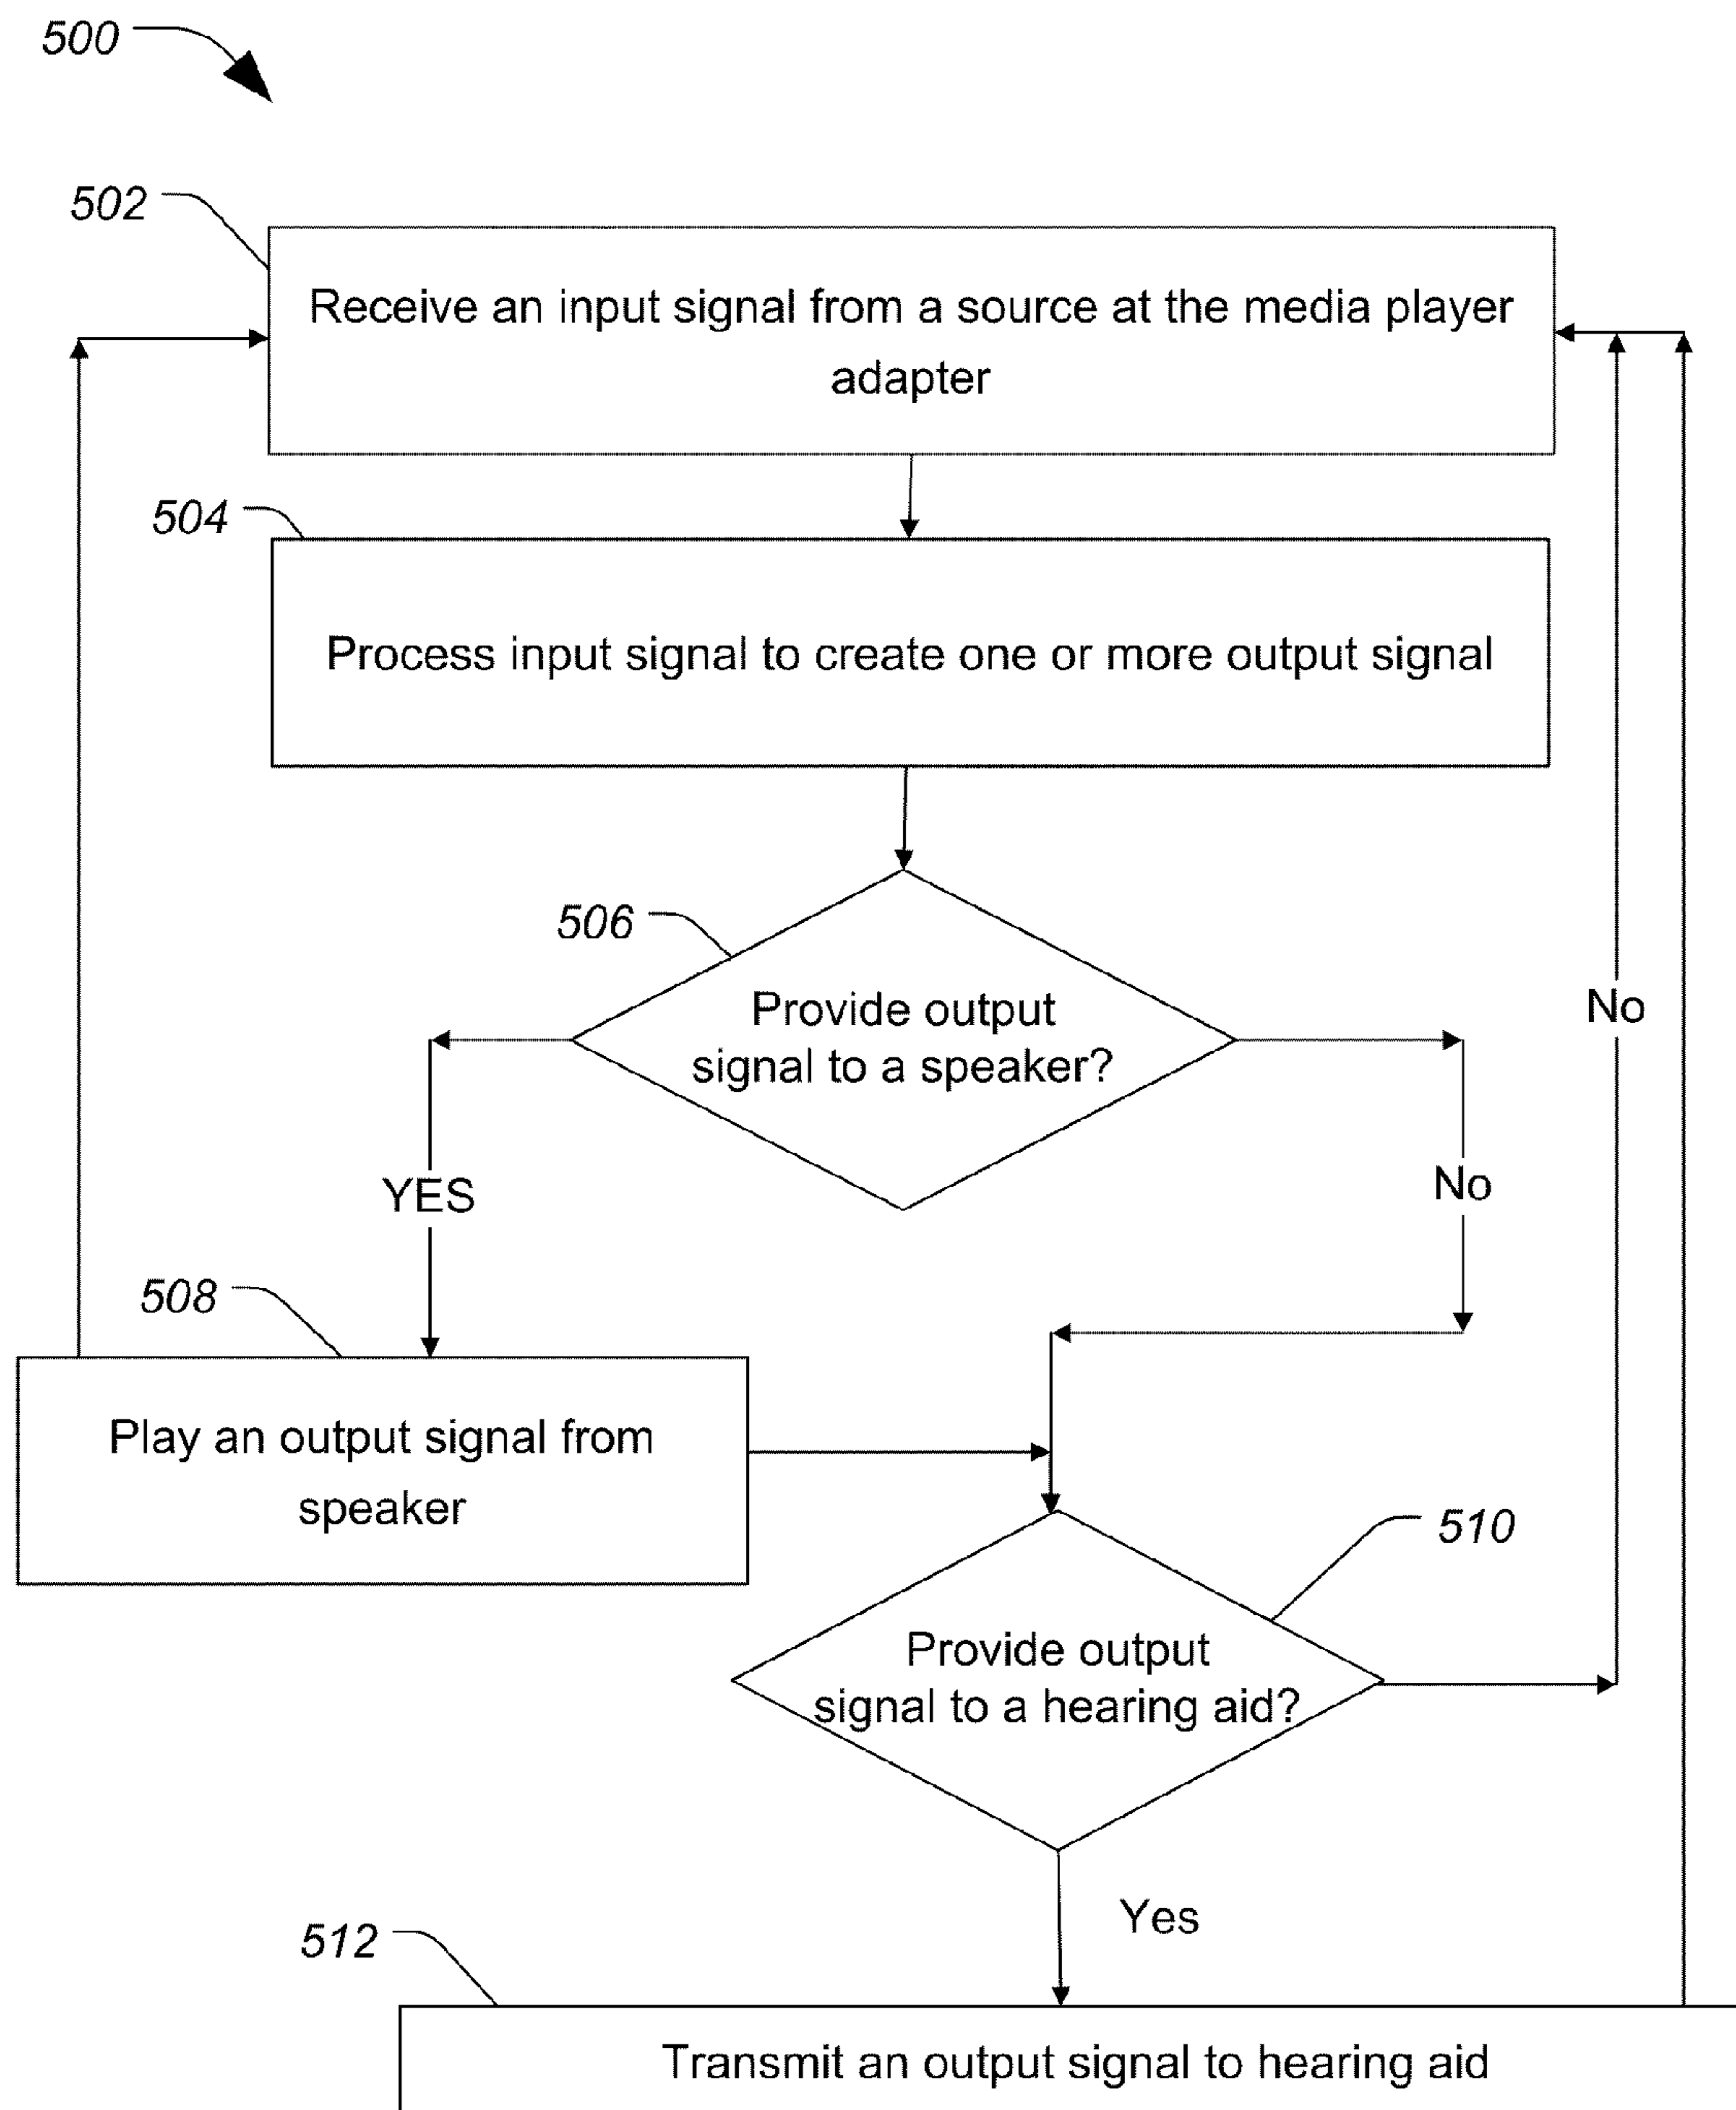 500
502
Receive an input signal from a source at the media player
adapter
504
Process input signal to create one or more output signal
506
Provide output
signal to a speaker?
No
YES
No
508
Play an output signal from
speaker
510
Provide output
signal to a hearing aid?
Yes
512
Transmit an output signal to hearing aid